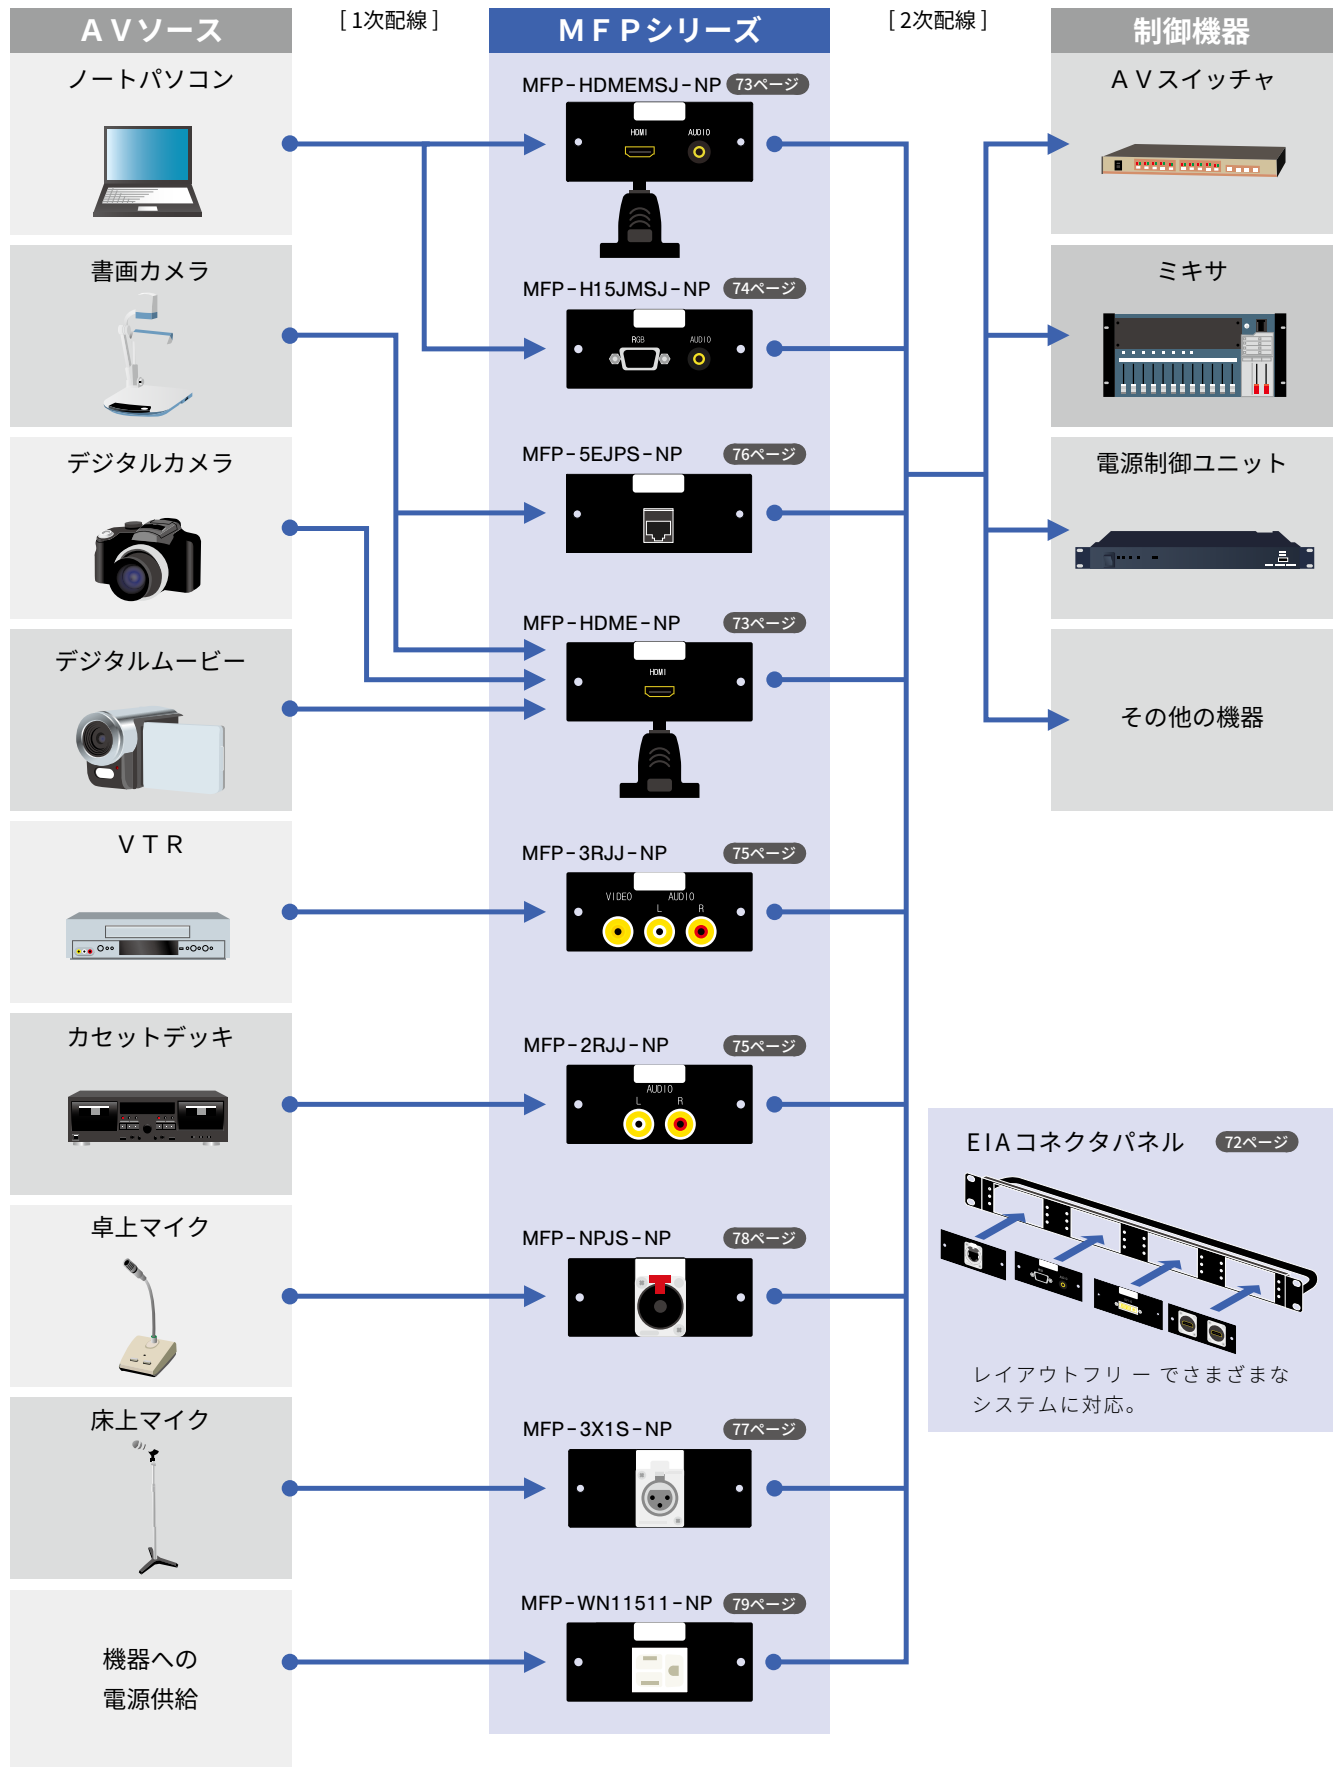 ＡＶソース
ノートパソコン
書画カメラ
デジタルカメラ
デジタルムービー
ＶＴＲ
カセットデッキ
卓上マイク
床上マイク
機器への
電源供給
[ 1次配線 ]
ＭＦＰシリーズ
MFP-HDMEMSJ-NP 73ページ
HDMI AUDIO
MFP-H15JMSJ-NP 74ページ
RGB AUDIO
MFP-5EJPS-NP 76ページ
MFP-HDME-NP 73ページ
HDMI
MFP-3RJJ-NP 75ページ
VIDEO AUDIO
L R
MFP-2RJJ-NP 75ページ
AUDIO
L R
MFP-NPJS-NP 78ページ
MFP-3X1S-NP 77ページ
MFP-WN11511-NP 79ページ
[ 2次配線 ]
制御機器
ＡＶスイッチャ
ミキサ
電源制御ユニット
その他の機器
EIAコネクタパネル 72ページ
レイアウトフリーでさまざまな
システムに対応。